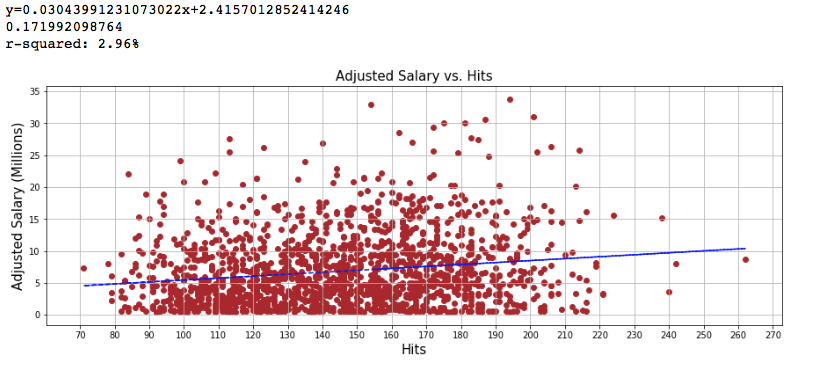 y=0.03043991231073022x+2.4157012852414246
0.171992098764
r-squared: 2.96%
Adjusted Salary vs. Hits
Adjusted Salary (Millions)
35
30
25
20
15
10
5
0
70 80 90 100 110 120 130 140 150 160 170 180 190 200 210 220 230 240 250 260 270
Hits